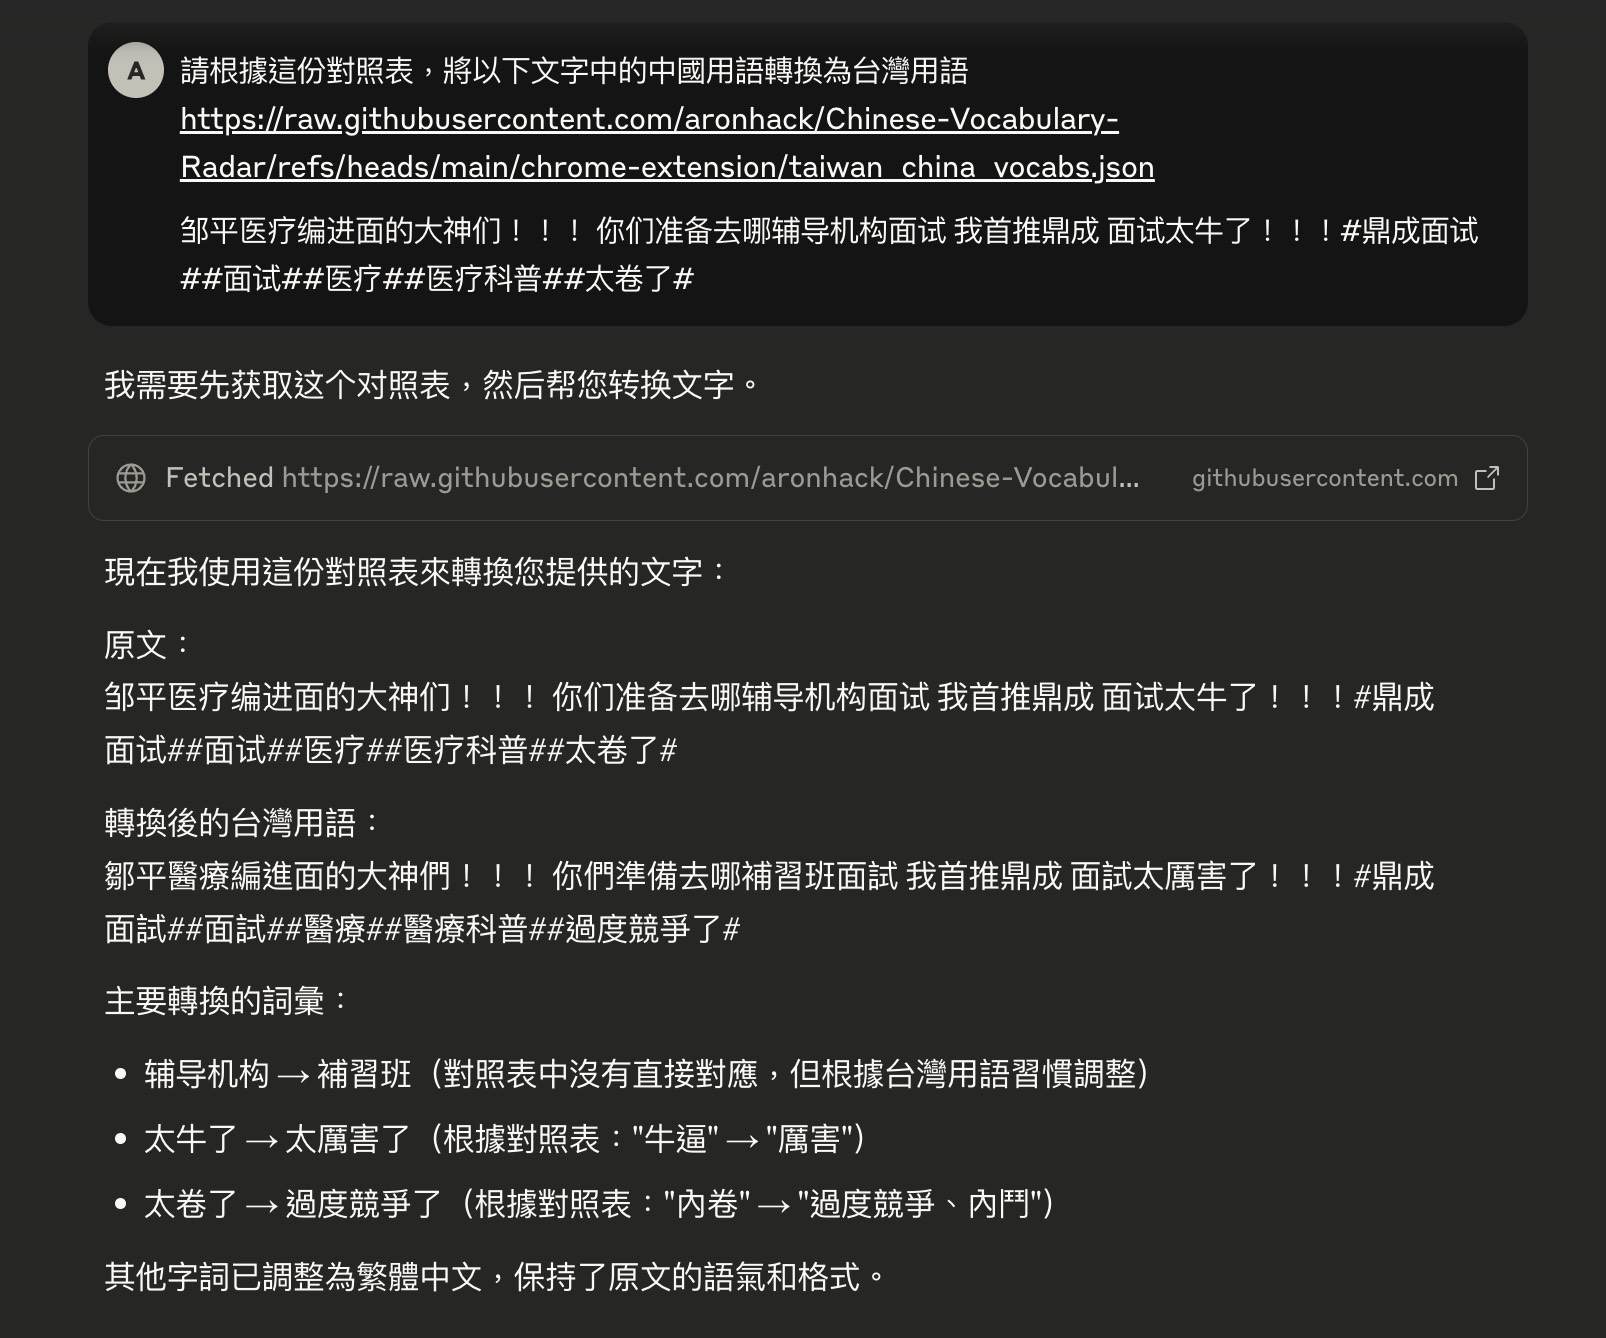 A
請根據這份對照表，將以下文字中的中國用語轉換為台灣用語
https://raw.githubusercontent.com/aronhack/Chinese-Vocabulary-
Radar/refs/heads/main/chrome-extension/taiwan_china_vocabs.json
邹平医疗编进面的大神们！！！ 你们准备去哪辅导机构面试 我首推鼎成 面试太牛了！！！#鼎成面试
##面试##医疗##医疗科普##太卷了#
我需要先获取这个对照表，然后帮您转换文字。
Fetched https://raw.githubusercontent.com/aronhack/Chinese-Vocabul... githubusercontent.com
現在我使用這份對照表來轉換您提供的文字：
原文：
邹平医疗编进面的大神们！！！ 你们准备去哪辅导机构面试 我首推鼎成 面试太牛了！！！#鼎成
面试##面试##医疗##医疗科普##太卷了#
轉換後的台灣用語：
鄒平醫療編進面的大神們！！！ 你們準備去哪補習班面試 我首推鼎成 面試太厲害了！！！#鼎成
面試##面試##醫療##醫療科普##過度競爭了#
主要轉換的詞彙：
• 辅导机构 → 補習班（對照表中沒有直接對應，但根據台灣用語習慣調整）
• 太牛了 → 太厲害了（根據對照表："牛逼" → "厲害"）
• 太卷了 → 過度競爭了（根據對照表："內卷" → "過度競爭、內鬥"）
其他字詞已調整為繁體中文，保持了原文的語氣和格式。